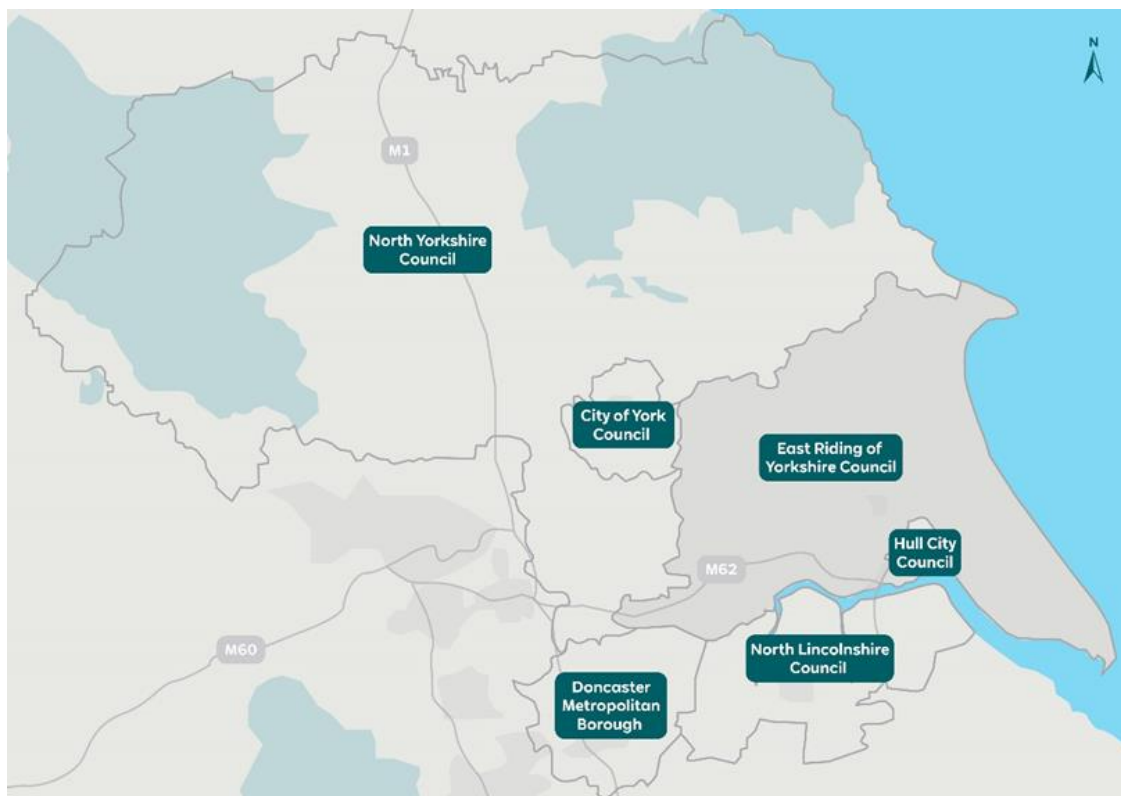 N
M1
North Yorkshire
Council
City of York
Council
East Riding of
Yorkshire Council
Hull City
Council
M62
M60
North Lincolnshire
Council
Doncaster
Metropolitan
Borough